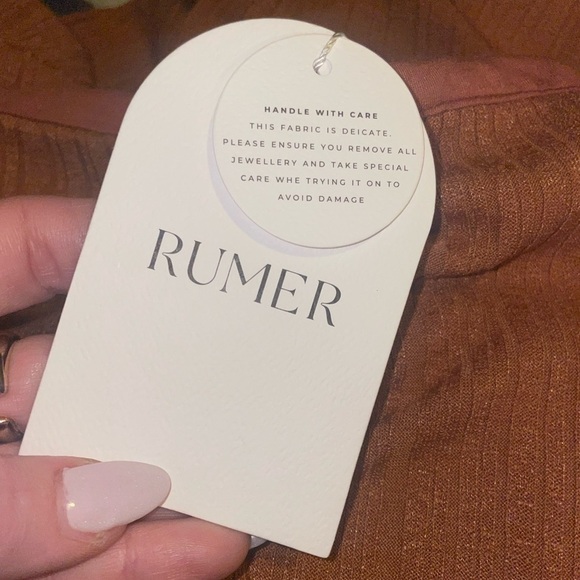 HANDLE WITH CARE
THIS FABRIC IS DEICATE.
PLEASE ENSURE YOU REMOVE ALL
JEWELLERY AND TAKE SPECIAL
CARE WHE TRYING IT ON TO
AVOID DAMAGE
RUMER